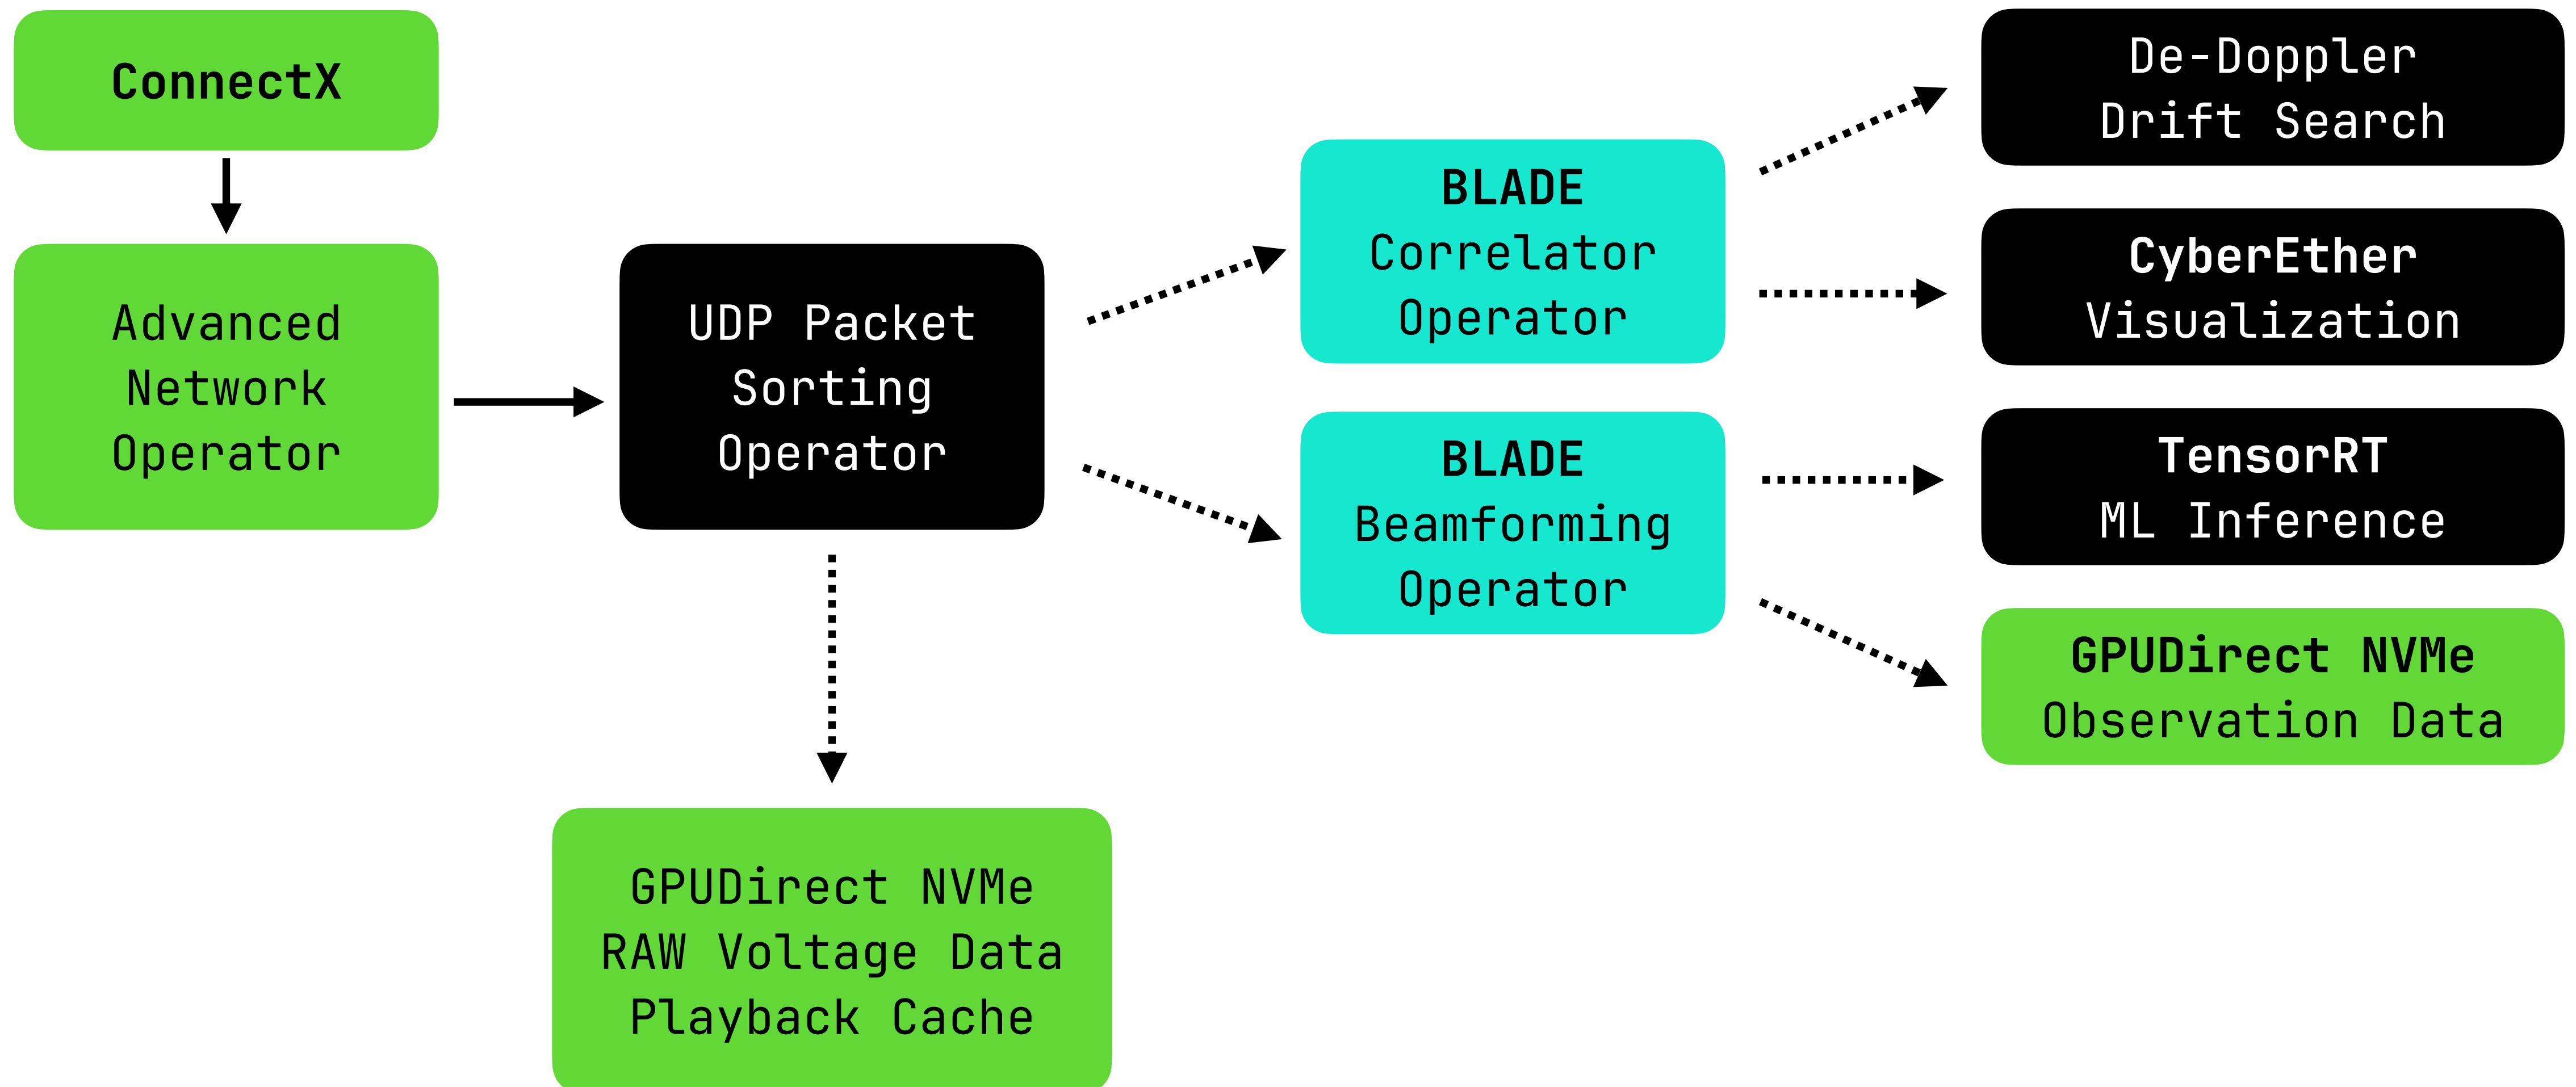 ConnectX
Advanced
Network
Operator
UDP Packet
Sorting
Operator
GPUDirect NVMe
RAW Voltage Data
Playback Cache
BLADE
Correlator
Operator
BLADE
Beamforming
Operator
De-Doppler
Drift Search
CyberEther
Visualization
TensorRT
ML Inference
GPUDirect NVMe
Observation Data